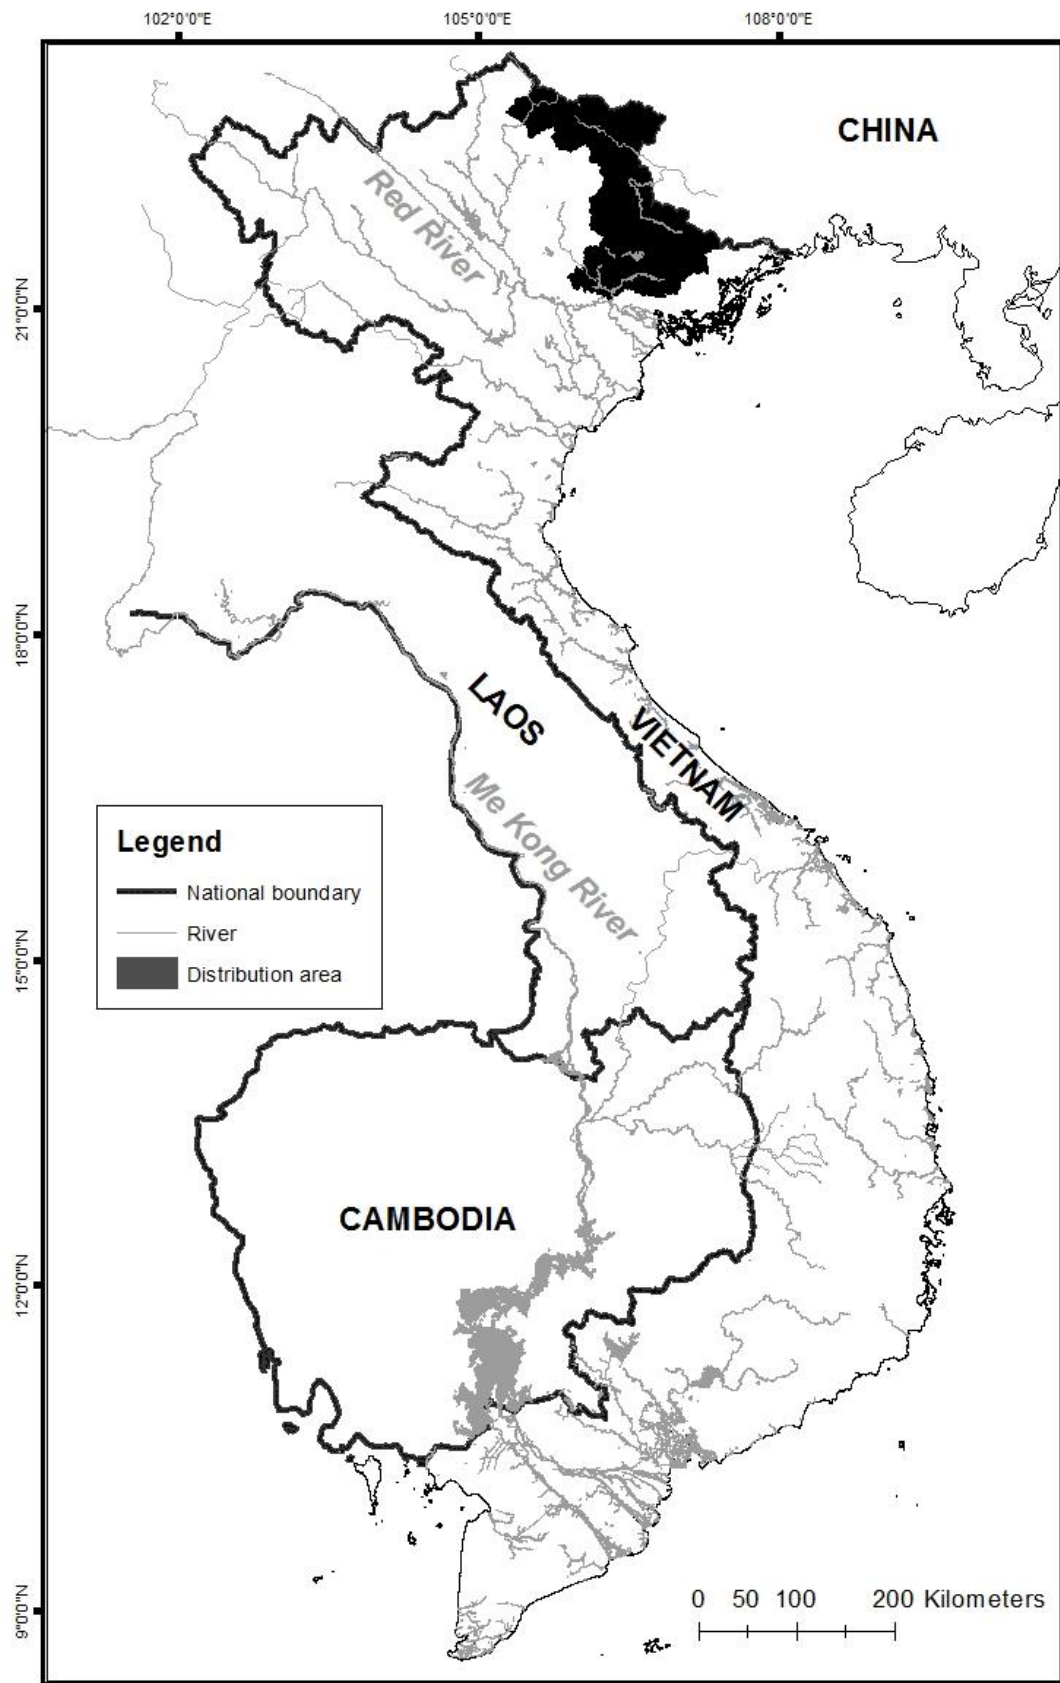 102°0'0"E 105°0'0"E 108°0'0"E
CHINA
Red River
21°0'0"N
18°0'0"N
LAOS
VIETNAM
Me Kong River
Legend
National boundary
River
Distribution area
15°0'0"N
CAMBODIA
12°0'0"N
0 50 100 200 Kilometers
9°0'0"N